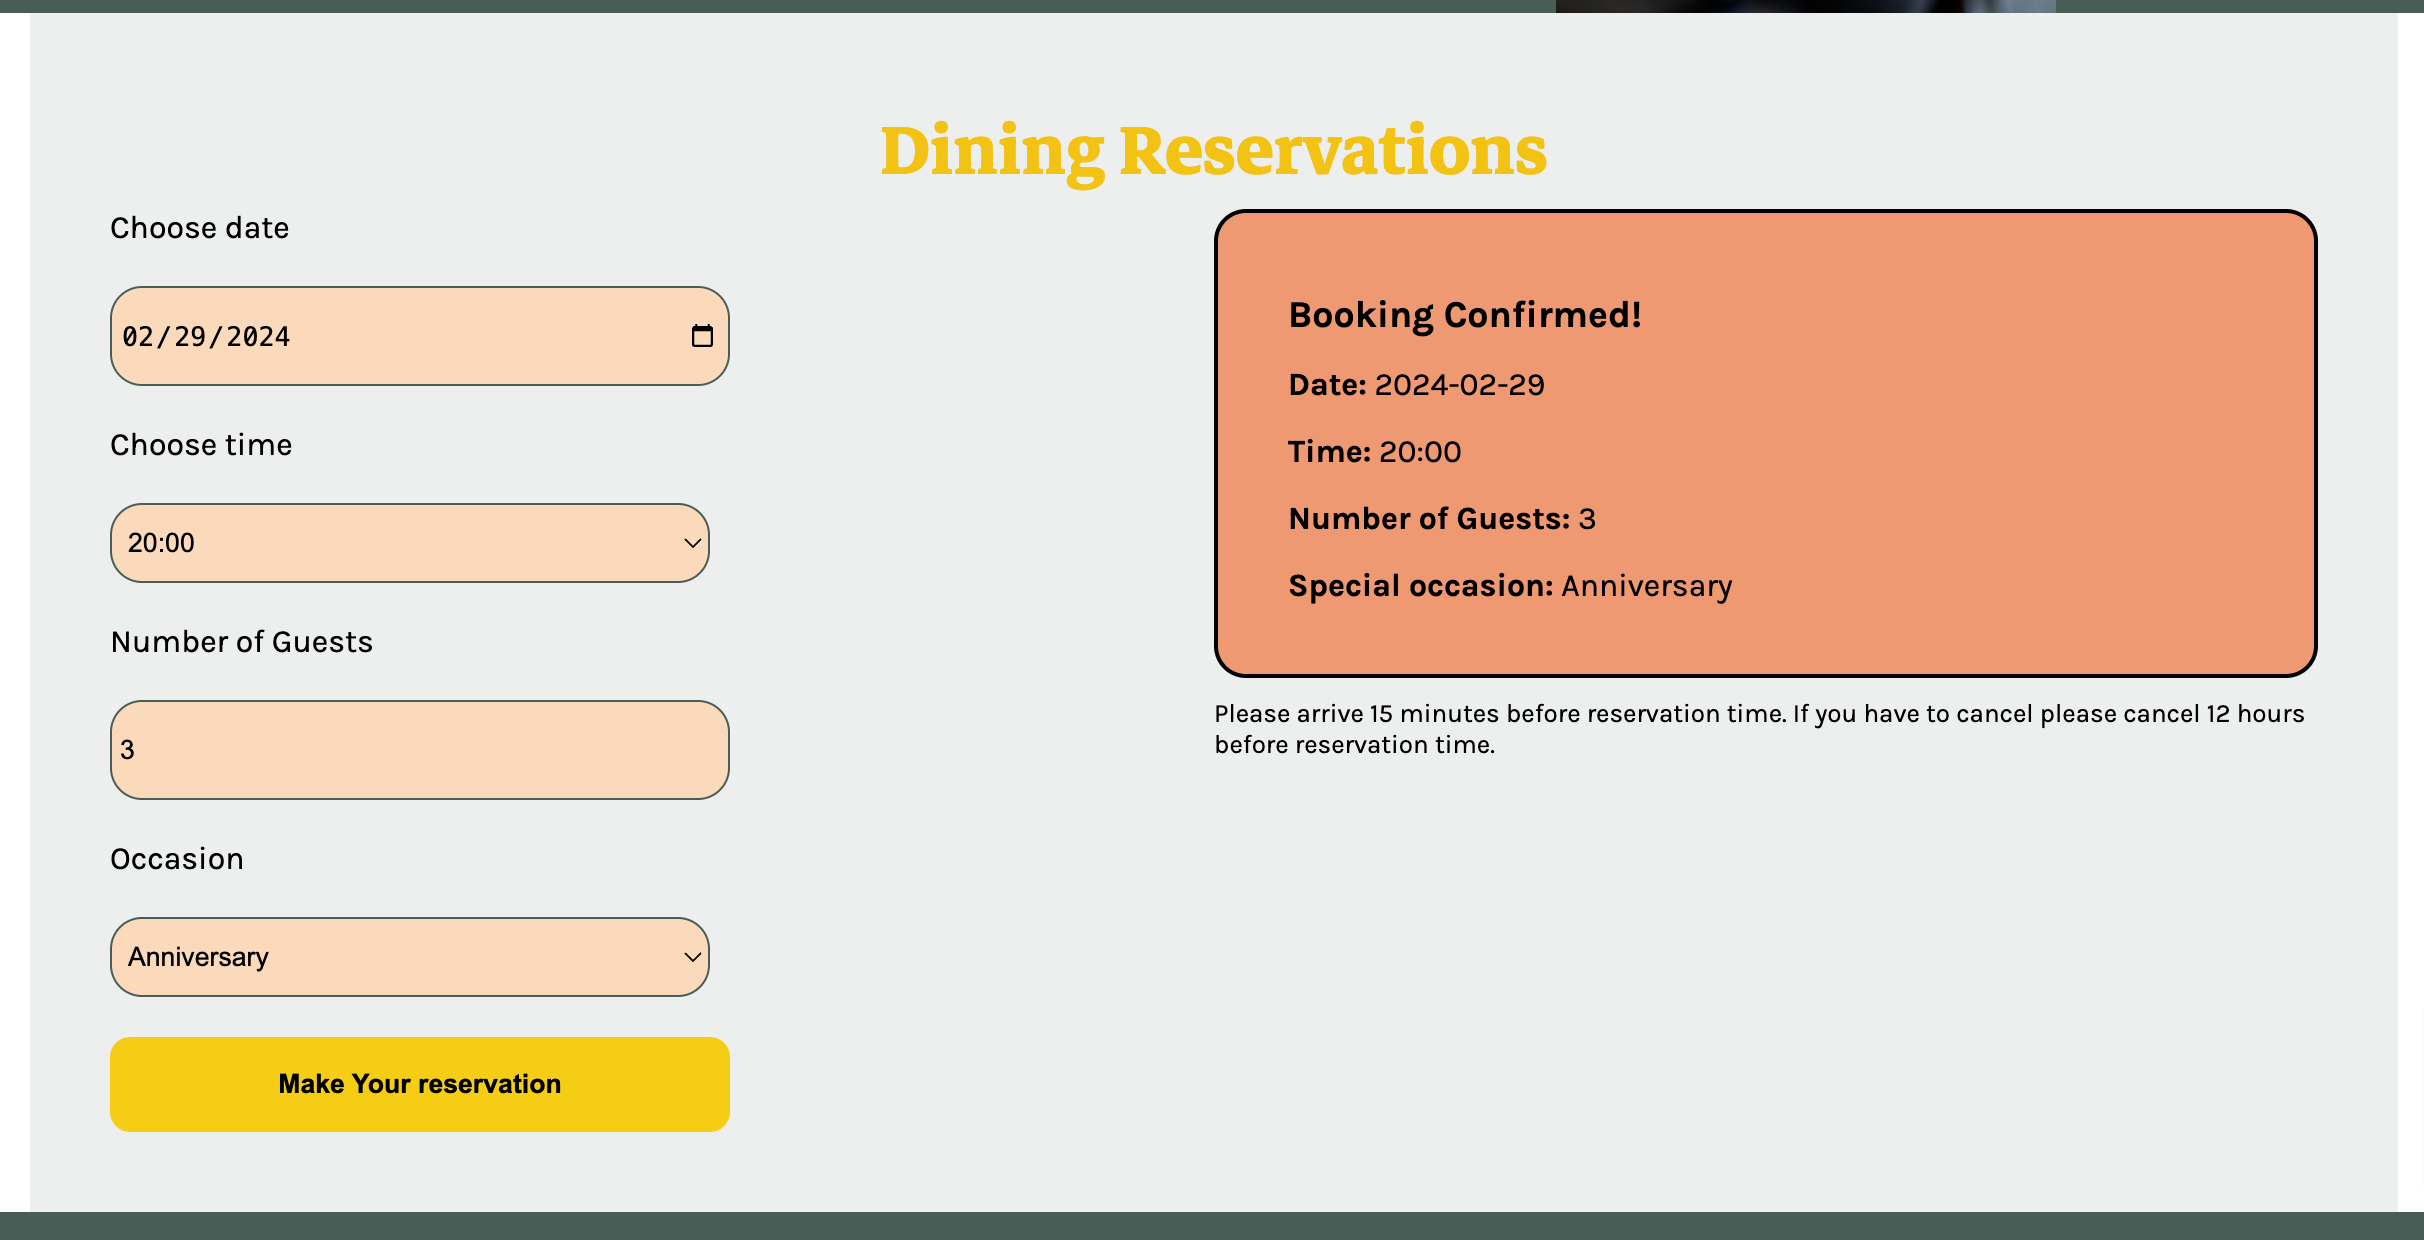 Dining Reservations
Choose date
02/29/2024
Choose time
20:00
Number of Guests
3
Occasion
Anniversary
Make Your reservation
Booking Confirmed!
Date: 2024-02-29
Time: 20:00
Number of Guests: 3
Special occasion: Anniversary
Please arrive 15 minutes before reservation time. If you have to cancel please cancel 12 hours
before reservation time.